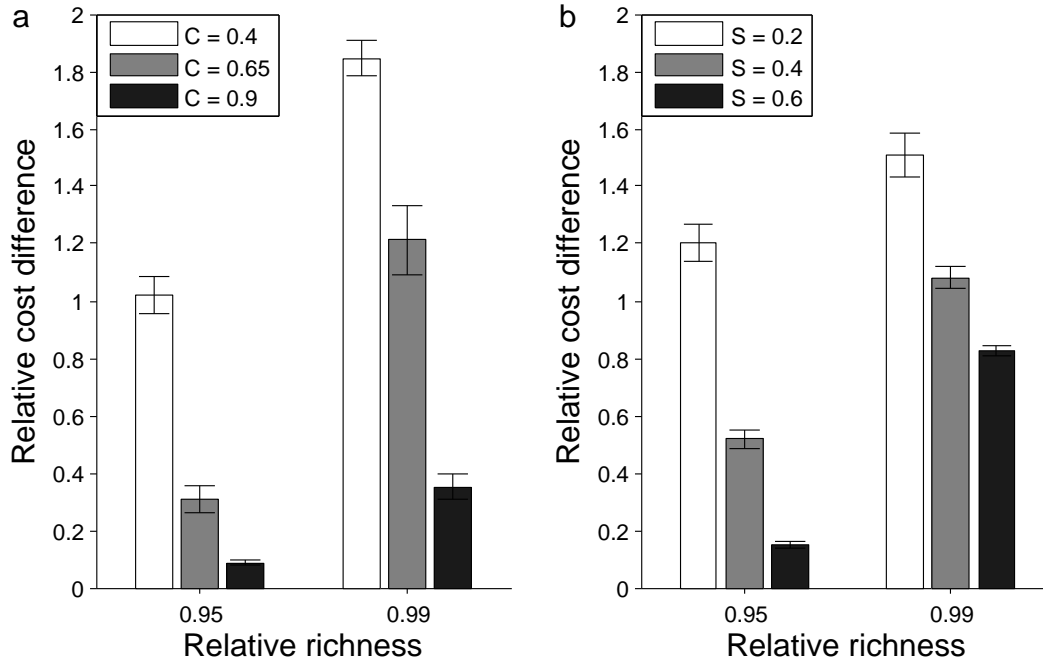 a
C = 0.4
C = 0.65
C = 0.9
Relative cost difference
2
1.8
1.6
1.4
1.2
1
0.8
0.6
0.4
0.2
0
0.95
0.99
Relative richness
b
S = 0.2
S = 0.4
S = 0.6
Relative cost difference
2
1.8
1.6
1.4
1.2
1
0.8
0.6
0.4
0.2
0
0.95
0.99
Relative richness